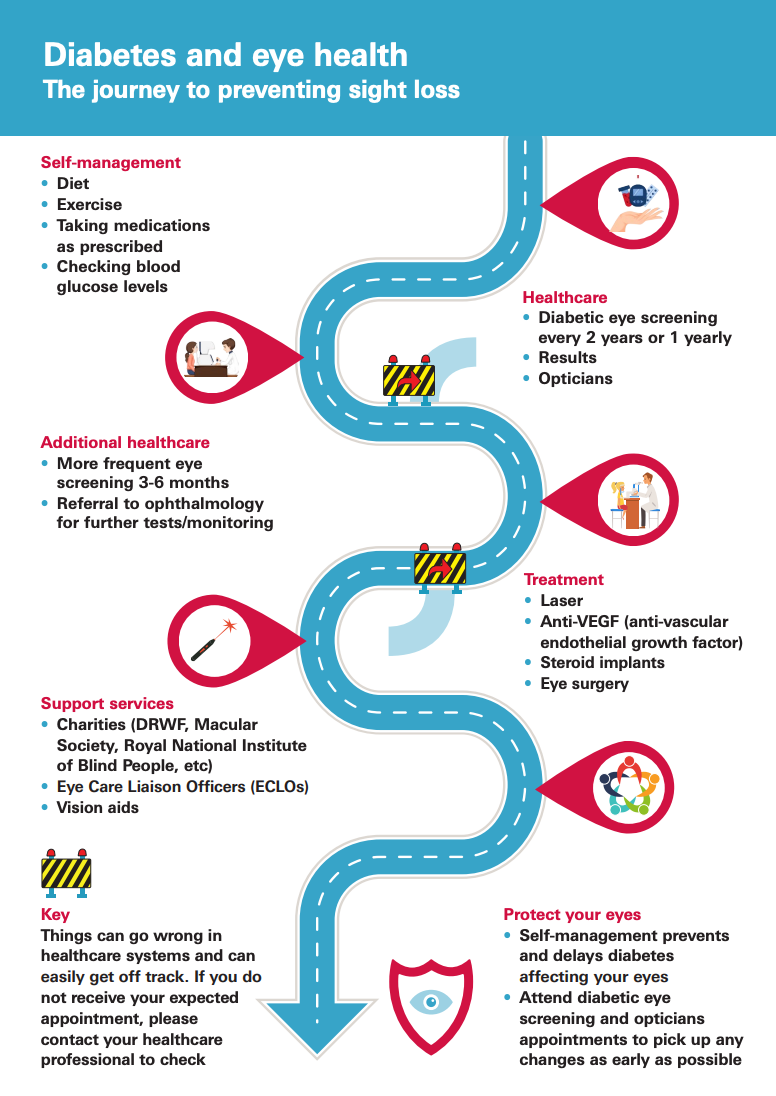 Diabetes and eye health
The journey to preventing sight loss
Self-management
• Diet
• Exercise
• Taking medications
as prescribed
• Checking blood
glucose levels
Healthcare
• Diabetic eye screening
every 2 years or 1 yearly
• Results
• Opticians
Additional healthcare
• More frequent eye
screening 3-6 months
• Referral to ophthalmology
for further tests/monitoring
Treatment
• Laser
• Anti-VEGF (anti-vascular
endothelial growth factor)
• Steroid implants
• Eye surgery
Support services
• Charities (DRWF, Macular
Society, Royal National Institute
of Blind People, etc)
• Eye Care Liaison Officers (ECLOs)
• Vision aids
Key
Things can go wrong in
healthcare systems and can
easily get off track. If you do
not receive your expected
appointment, please
contact your healthcare
professional to check
Protect your eyes
• Self-management prevents
and delays diabetes
affecting your eyes
• Attend diabetic eye
screening and opticians
appointments to pick up any
changes as early as possible